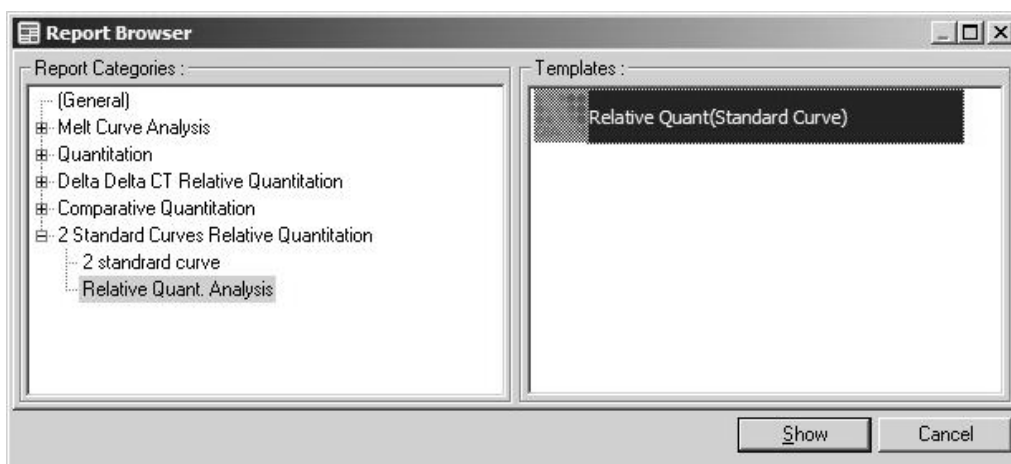 Report Browser
Report Categories :
(General)
Melt Curve Analysis
Quantitation
Delta Delta CT Relative Quantitation
Comparative Quantitation
2 Standard Curves Relative Quantitation
2 standrard curve
Relative Quant. Analysis
Templates :
Relative Quant(Standard Curve)
Show
Cancel